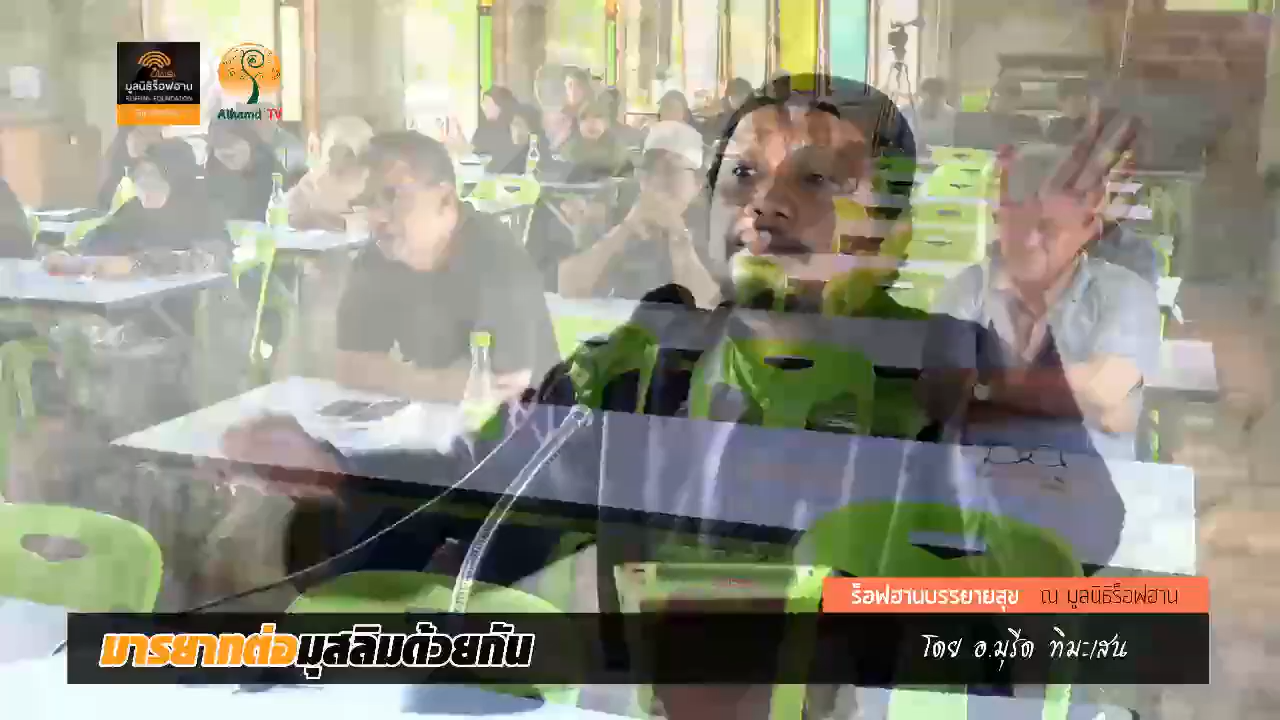 มูลนิธิร็อฟฮาน
Alhamd TV
ร็อฟฮานบรรยายสุข ณ มูลนิธิร็อฟฮาน
มารยาทต่อมุสลิมด้วยกัน
โดย อ.มุรีด ทิมะเสน